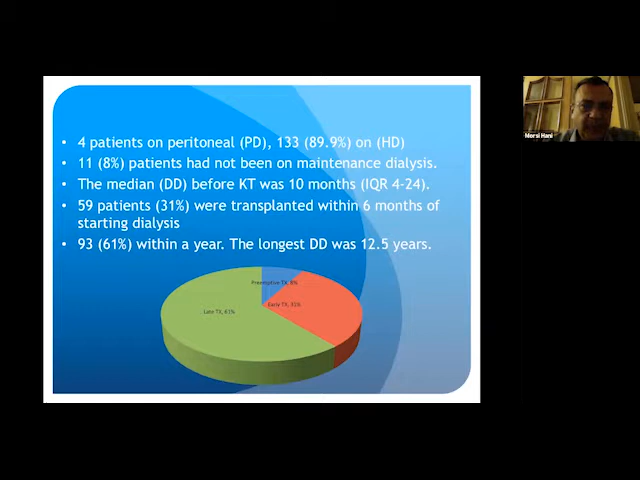 • 4 patients on peritoneal (PD), 133 (89.9%) on (HD)
• 11 (8%) patients had not been on maintenance dialysis.
• The median (DD) before KT was 10 months (IQR 4-24).
• 59 patients (31%) were transplanted within 6 months of
starting dialysis
• 93 (61%) within a year. The longest DD was 12.5 years.
Preemptive TX, 8%
Early TX, 31%
Late TX, 61%
Morsi Hani